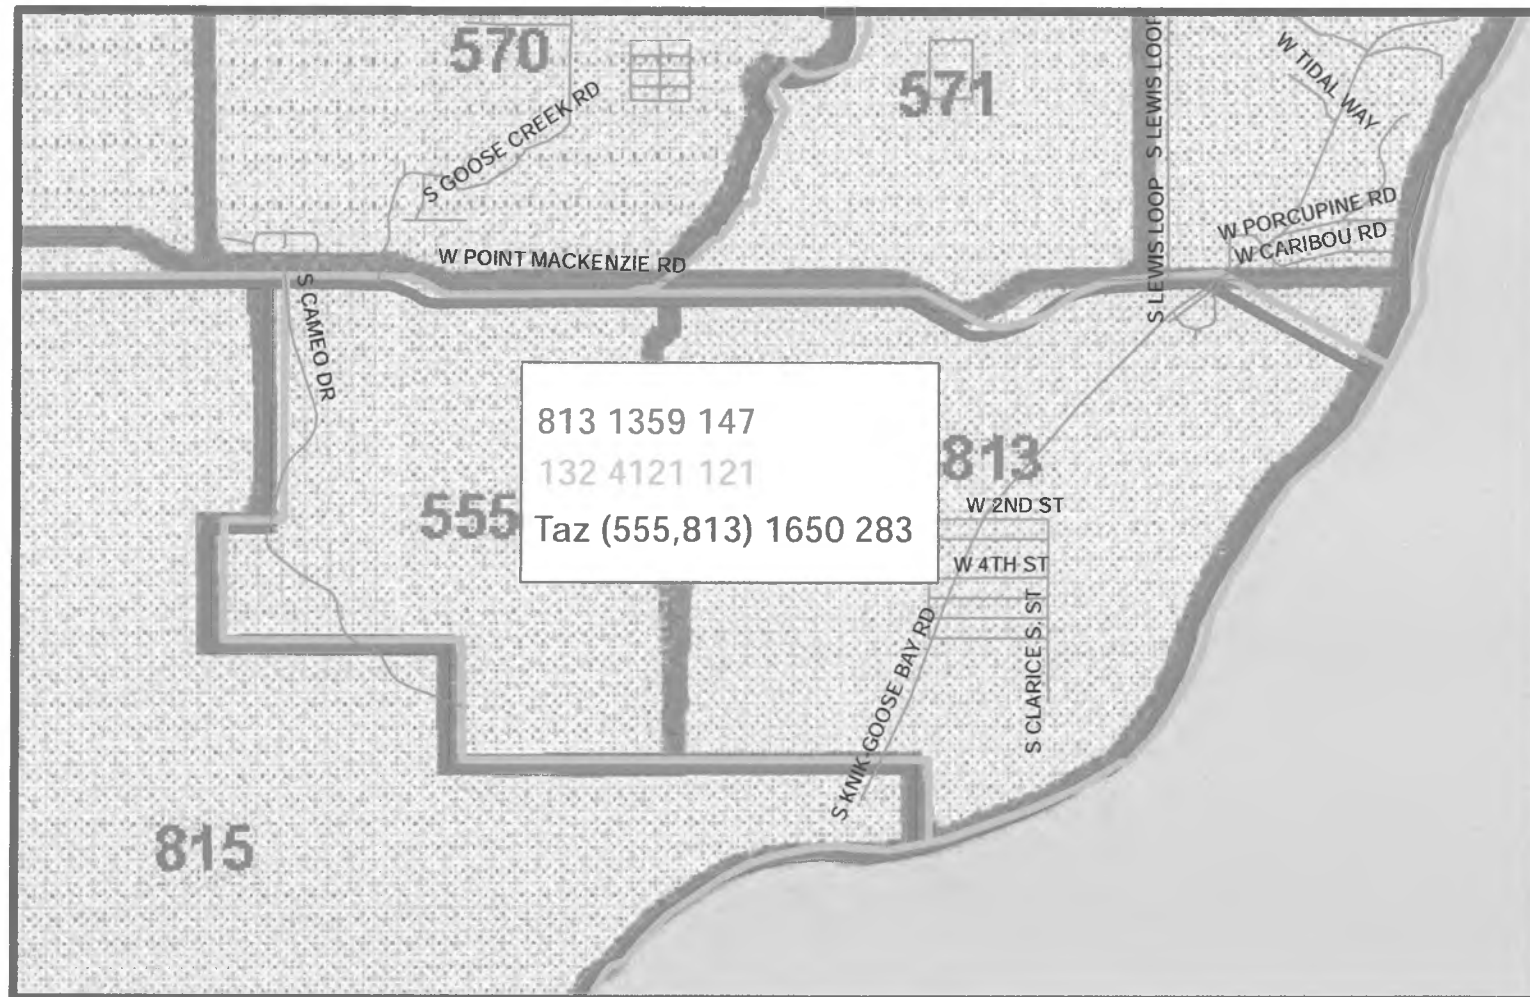 570
571
S LEWIS LOOP
S LEWIS LOOP
W TIDAL WAY
S GOOSE CREEK RD
W PORCUPINE RD
W CARIBOU RD
W POINT MACKENZIE RD
S LEWIS LOOP
S CAMEO DR
813 1359 147
132 4121 121
Taz (555,813) 1650 283
813
555
W 2ND ST
W 4TH ST
S CLARICE S. ST
S KNIK-GOOSE BAY RD
815